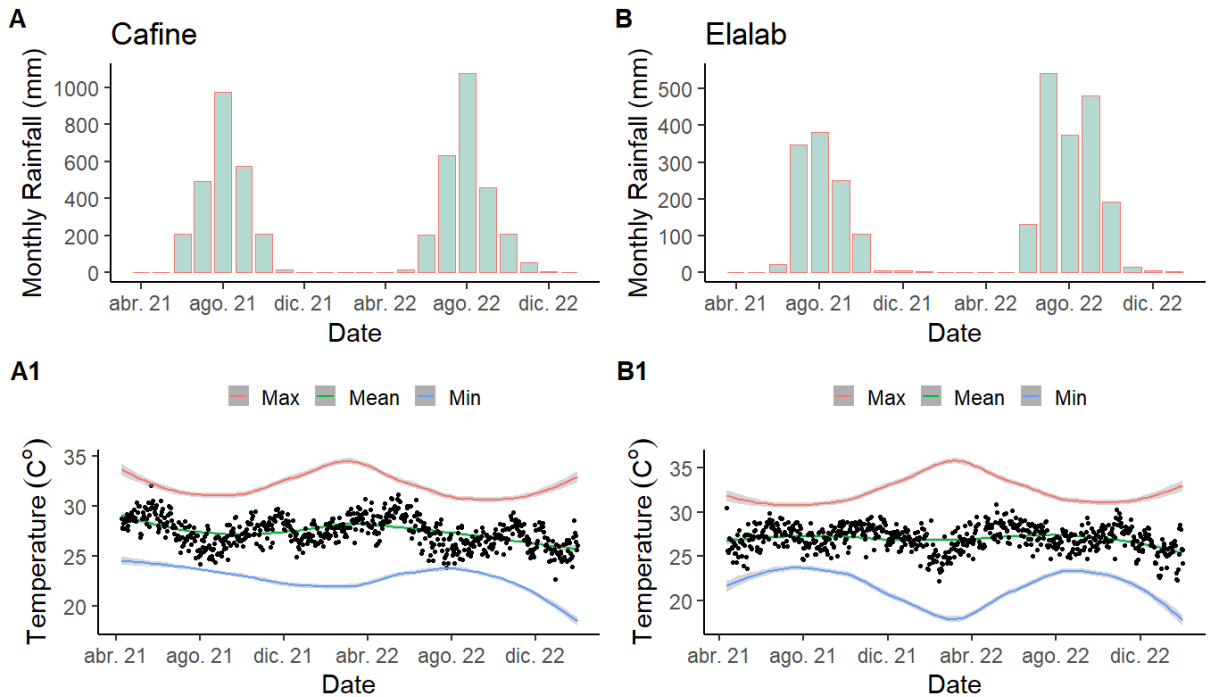 A
Cafine
Monthly Rainfall (mm)
1000
800
600
400
200
0
abr. 21
ago. 21
dic. 21
abr. 22
ago. 22
dic. 22
Date
B
Elalab
Monthly Rainfall (mm)
500
400
300
200
100
0
abr. 21
ago. 21
dic. 21
abr. 22
ago. 22
dic. 22
Date
A1
Max Mean Min
Temperature (C°)
35
30
25
20
abr. 21
ago. 21
dic. 21
abr. 22
ago. 22
dic. 22
Date
B1
Max Mean Min
Temperature (C°)
35
30
25
20
abr. 21
ago. 21
dic. 21
abr. 22
ago. 22
dic. 22
Date